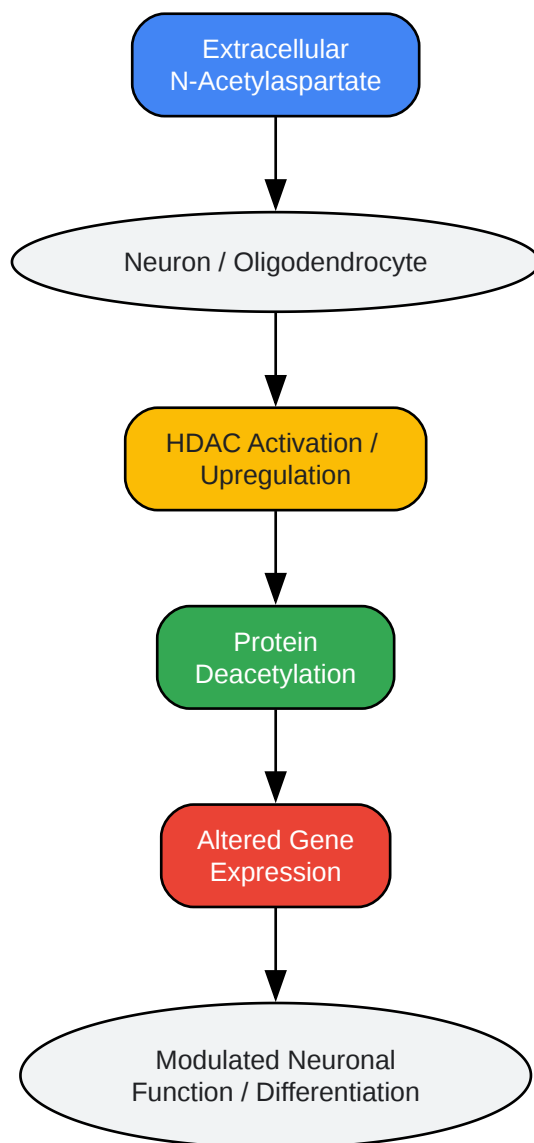 Extracellular
N-Acetylaspartate
Neuron / Oligodendrocyte
HDAC Activation /
Upregulation
Protein
Deacetylation
Altered Gene
Expression
Modulated Neuronal
Function / Differentiation